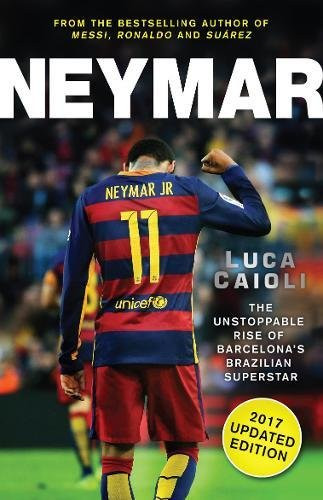 FROM THE BESTSELLING AUTHOR OF
MESSI, RONALDO AND SUÁREZ
NEYMAR
NEYMAR JR
11
unicef
LUCA
CAIOLI
THE
UNSTOPPABLE
RISE OF
BARCELONA'S
BRAZILIAN
SUPERSTAR
2017
UPDATED
EDITION